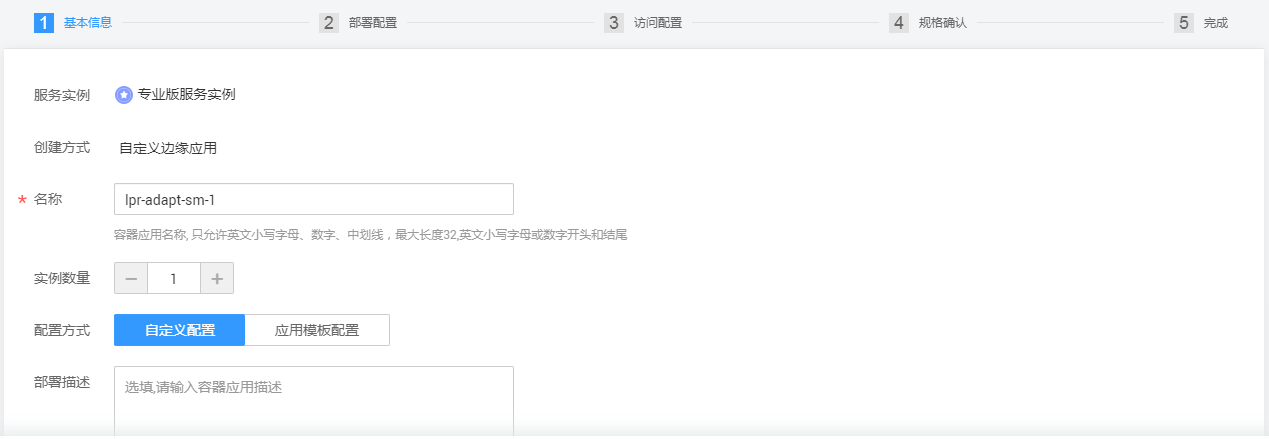 1 基本信息 2 部署配置 3 访问配置 4 规格确认 5 完成
服务实例 专业版服务实例
创建方式 自定义边缘应用
* 名称 lpr-adapt-sm-1
容器应用名称, 只允许英文小写字母、数字、中划线，最大长度32,英文小写字母或数字开头和结尾
实例数量 − 1 +
配置方式 自定义配置 应用模板配置
部署描述 选填,请输入容器应用描述